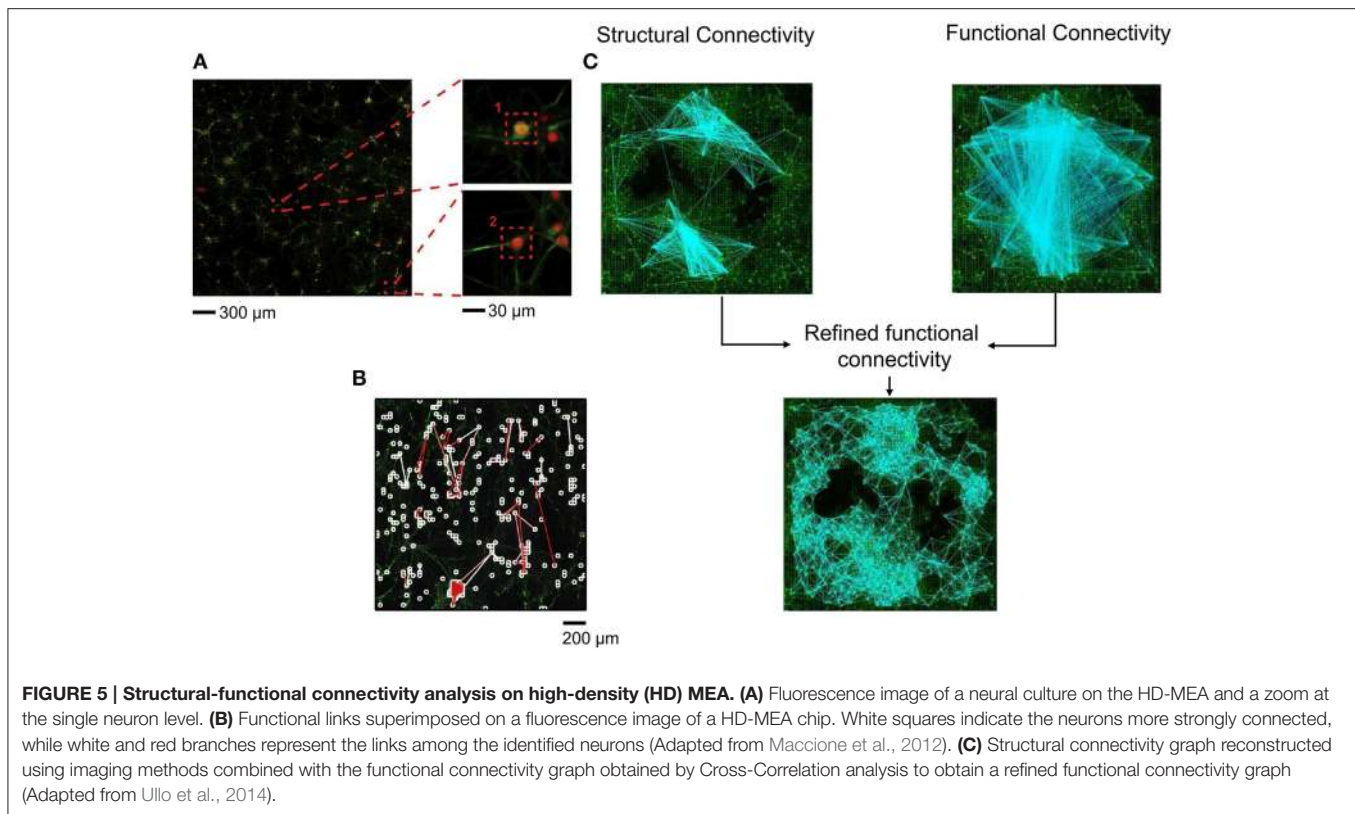 Structural Connectivity
Functional Connectivity
A
C
1
2
300 µm
30 µm
Refined functional
connectivity
B
200 µm
FIGURE 5 | Structural-functional connectivity analysis on high-density (HD) MEA. (A) Fluorescence image of a neural culture on the HD-MEA and a zoom at
the single neuron level. (B) Functional links superimposed on a fluorescence image of a HD-MEA chip. White squares indicate the neurons more strongly connected,
while white and red branches represent the links among the identified neurons (Adapted from Maccione et al., 2012). (C) Structural connectivity graph reconstructed
using imaging methods combined with the functional connectivity graph obtained by Cross-Correlation analysis to obtain a refined functional connectivity graph
(Adapted from Ullo et al., 2014).